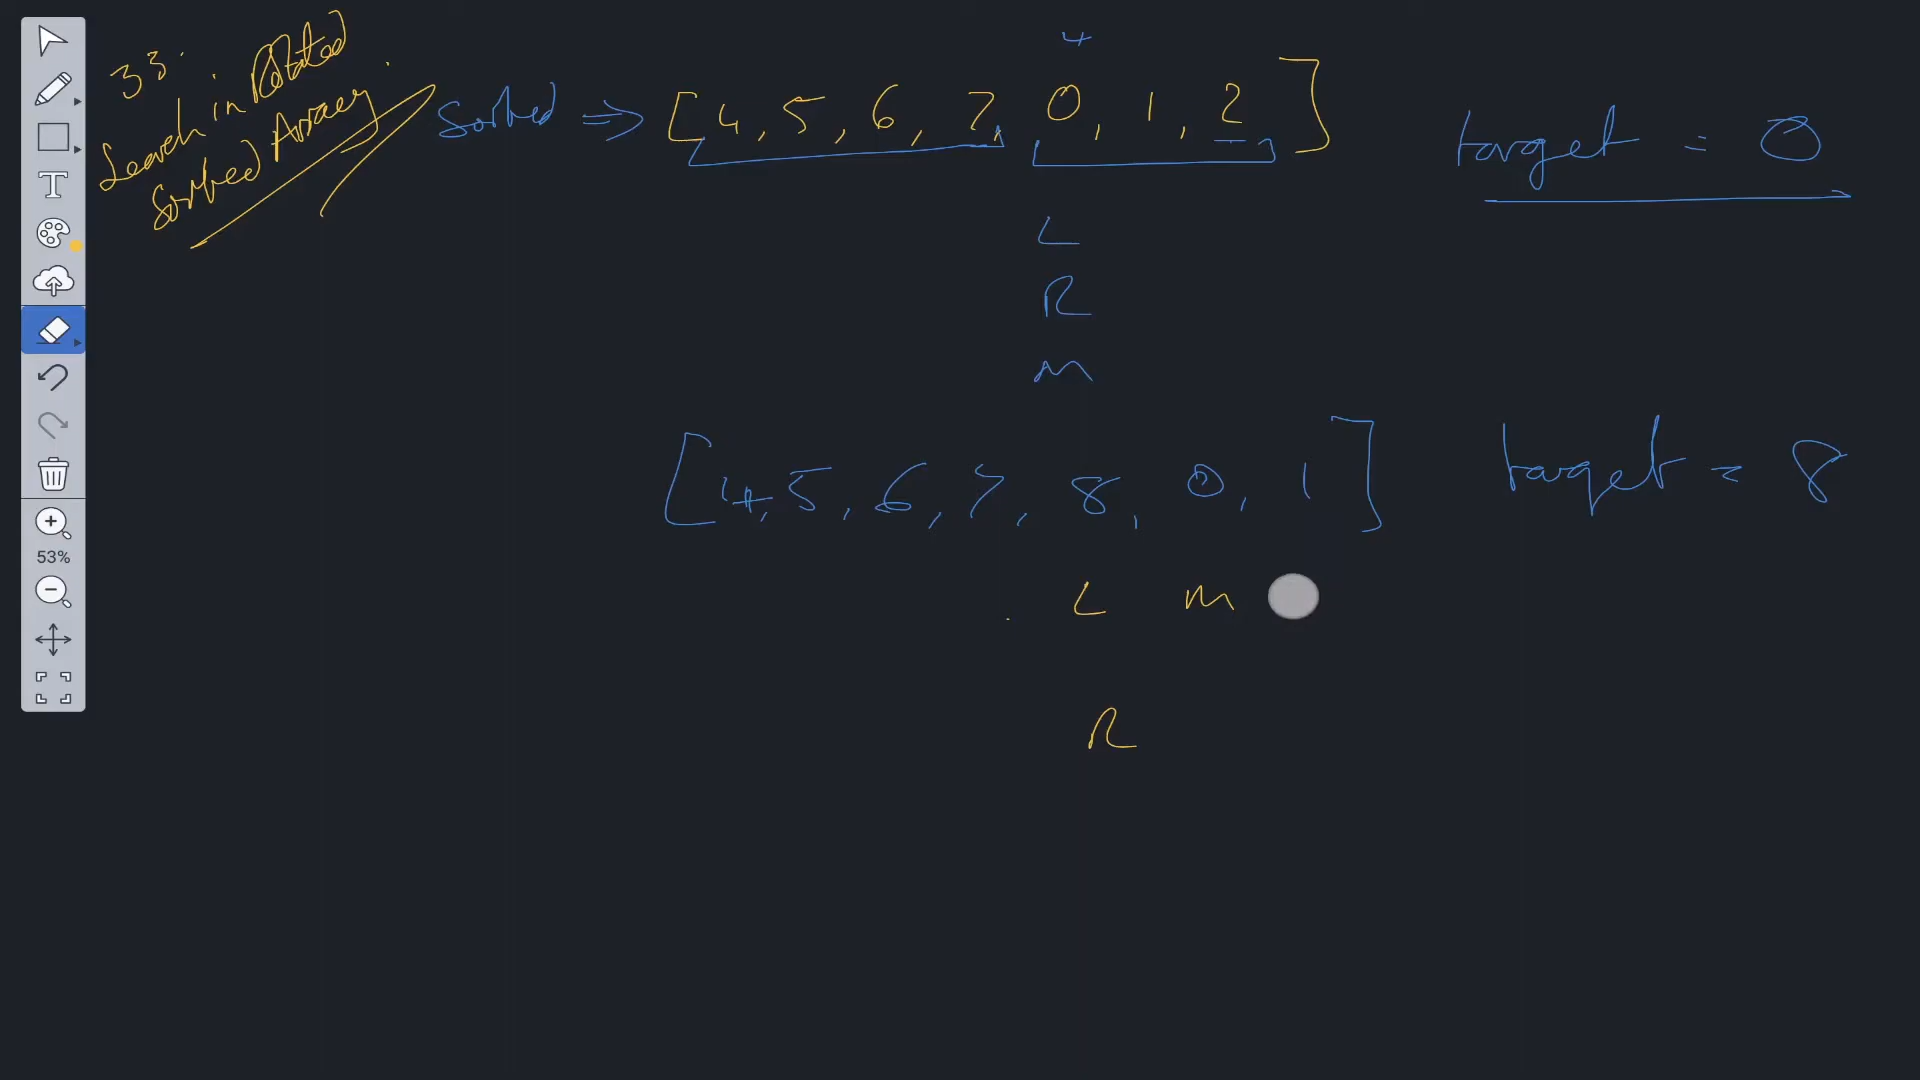 33.
Search in Rotated
Sorted Array
4
Sorted ⇒ [4, 5, 6, 7, 0, 1, 2]
target = 0
L
R
m
[4, 5, 6, 7, 8, 0, 1]
target = 8
L m
R
53%